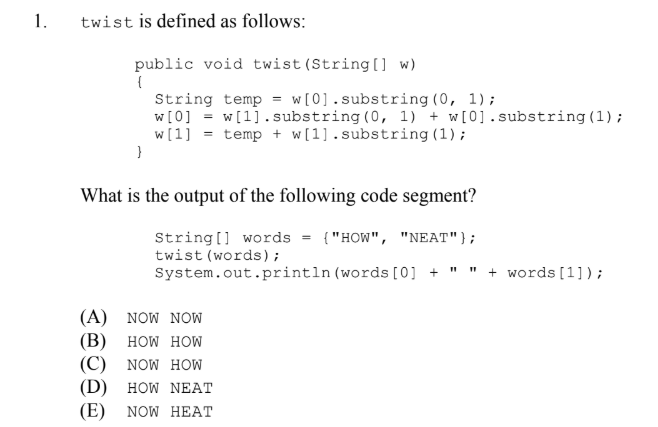 1. twist is defined as follows:
public void twist(String[] w)
{
String temp = w[0].substring(0, 1);
w[0] = w[1].substring(0, 1) + w[0].substring(1);
w[1] = temp + w[1].substring(1);
}
What is the output of the following code segment?
String[] words = {"HOW", "NEAT"};
twist(words);
System.out.println(words[0] + " " + words[1]);
(A) NOW NOW
(B) HOW HOW
(C) NOW HOW
(D) HOW NEAT
(E) NOW HEAT